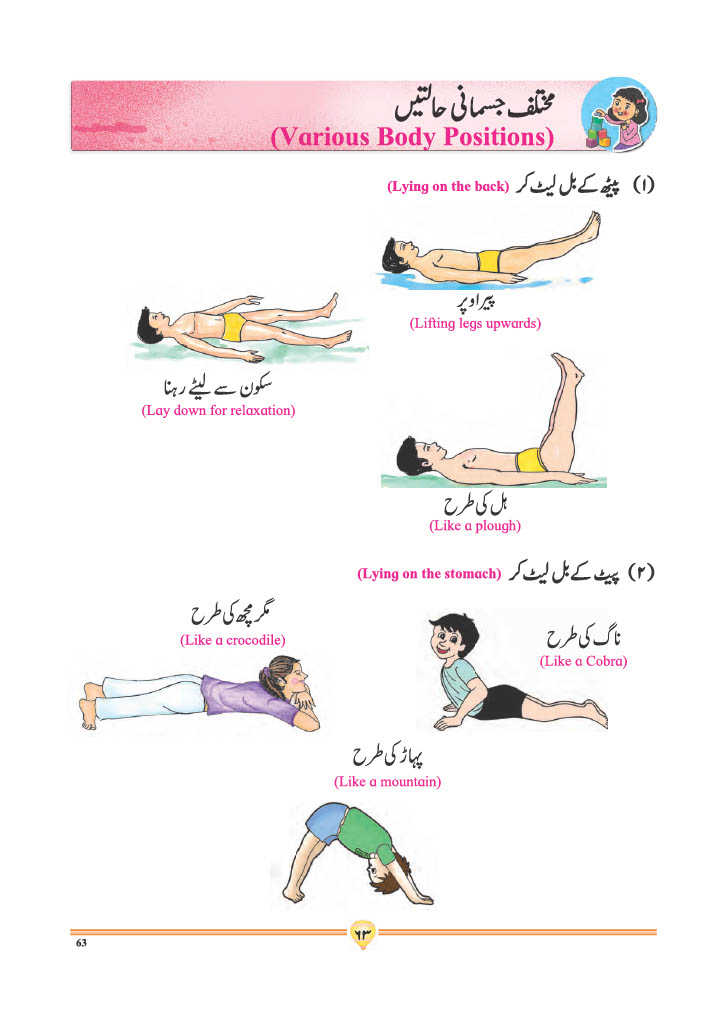 مختلف جسمانی حالتیں
(Various Body Positions)
(۱) پیٹھ کے بل لیٹ کر (Lying on the back)
پیر اوپر
(Lifting legs upwards)
سکون سے لیٹے رہنا
(Lay down for relaxation)
ہل کی طرح
(Like a plough)
(۲) پیٹ کے بل لیٹ کر (Lying on the stomach)
ناگ کی طرح
(Like a Cobra)
مگرمچھ کی طرح
(Like a crocodile)
پہاڑ کی طرح
(Like a mountain)
۶۳
63